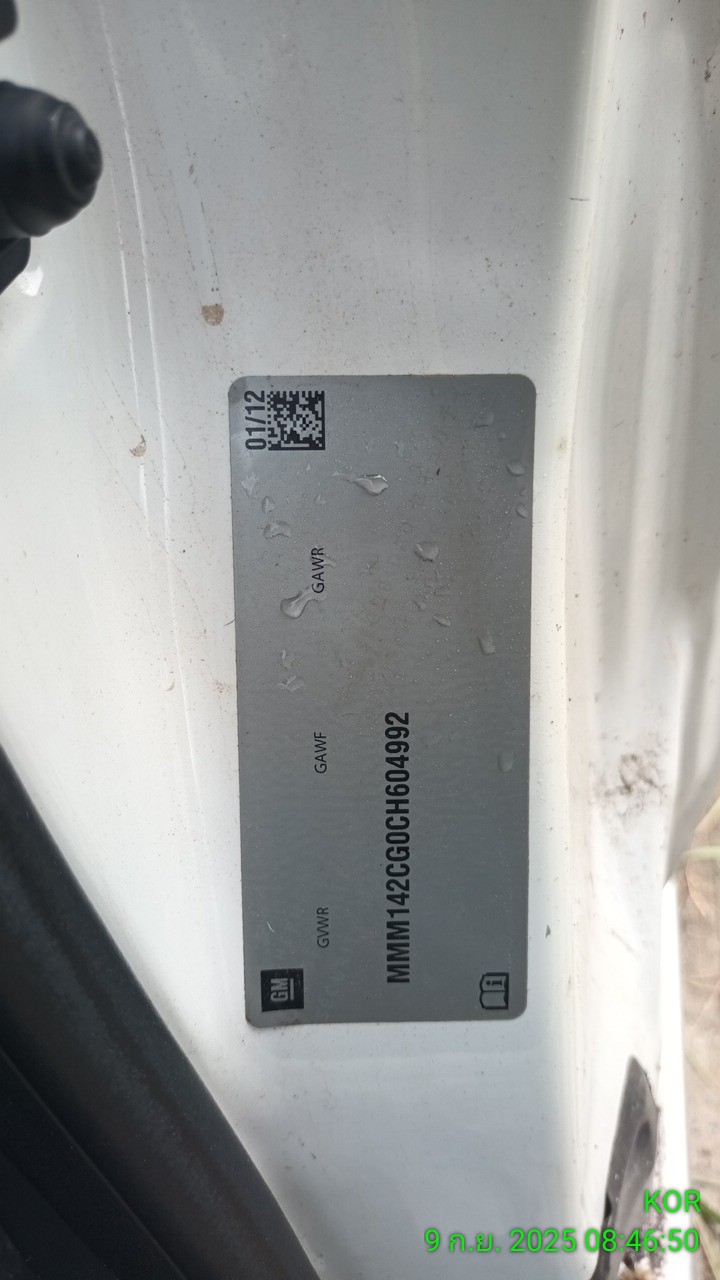 GM
GVWR
GAWF
GAWR
01/12
MMM142CG0CH604992
i
KOR
9 ก.ย. 2025 08:46:50